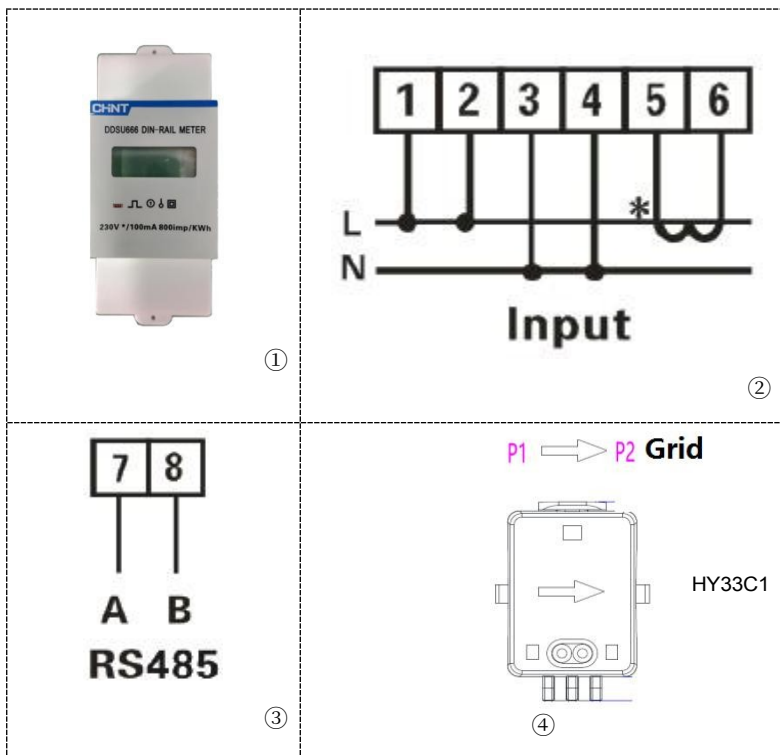 CHNT
DDSU666 DIN-RAIL METER
230V */100mA 800imp/KWh
①
1 2 3 4 5 6
L
*
N
Input
②
7 8
A B
RS485
③
P1 P2 Grid
HY33C1
④